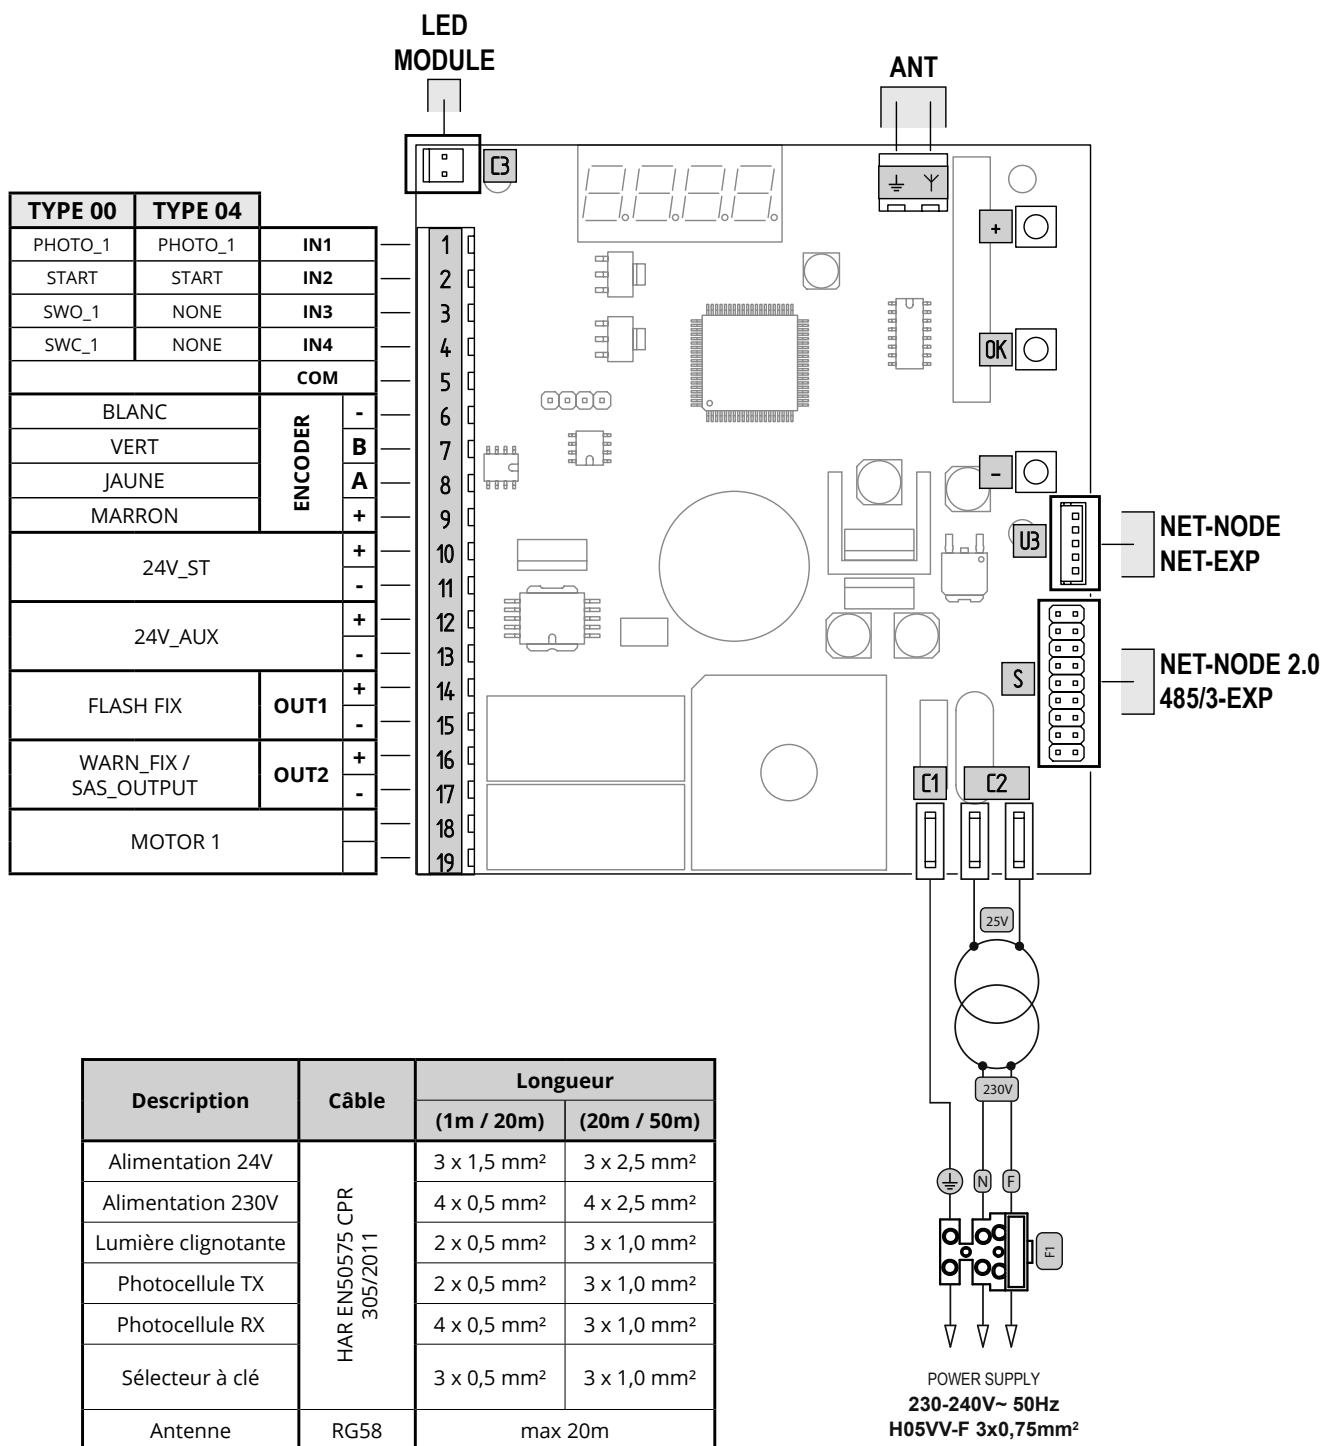 LED
MODULE
ANT
C3
+
OK
-
TYPE 00 TYPE 04
PHOTO_1 PHOTO_1 IN1 1
START START IN2 2
SWO_1 NONE IN3 3
SWC_1 NONE IN4 4
COM 5
BLANC - 6
VERT B 7
JAUNE A 8
MARRON + 9
ENCODER
24V_ST + 10
- 11
24V_AUX + 12
- 13
FLASH FIX OUT1 + 14
- 15
WARN_FIX /
SAS_OUTPUT OUT2 + 16
- 17
MOTOR 1 18
19
U3
NET-NODE
NET-EXP
S
NET-NODE 2.0
485/3-EXP
C1 C2
25V
230V
N F
F1
POWER SUPPLY
230-240V~ 50Hz
H05VV-F 3x0,75mm²
Description Câble Longueur
(1m / 20m) (20m / 50m)
Alimentation 24V 3 x 1,5 mm² 3 x 2,5 mm²
Alimentation 230V 4 x 0,5 mm² 4 x 2,5 mm²
Lumière clignotante 2 x 0,5 mm² 3 x 1,0 mm²
Photocellule TX 2 x 0,5 mm² 3 x 1,0 mm²
Photocellule RX 4 x 0,5 mm² 3 x 1,0 mm²
Sélecteur à clé 3 x 0,5 mm² 3 x 1,0 mm²
HAR EN50575 CPR
305/2011
Antenne RG58 max 20m